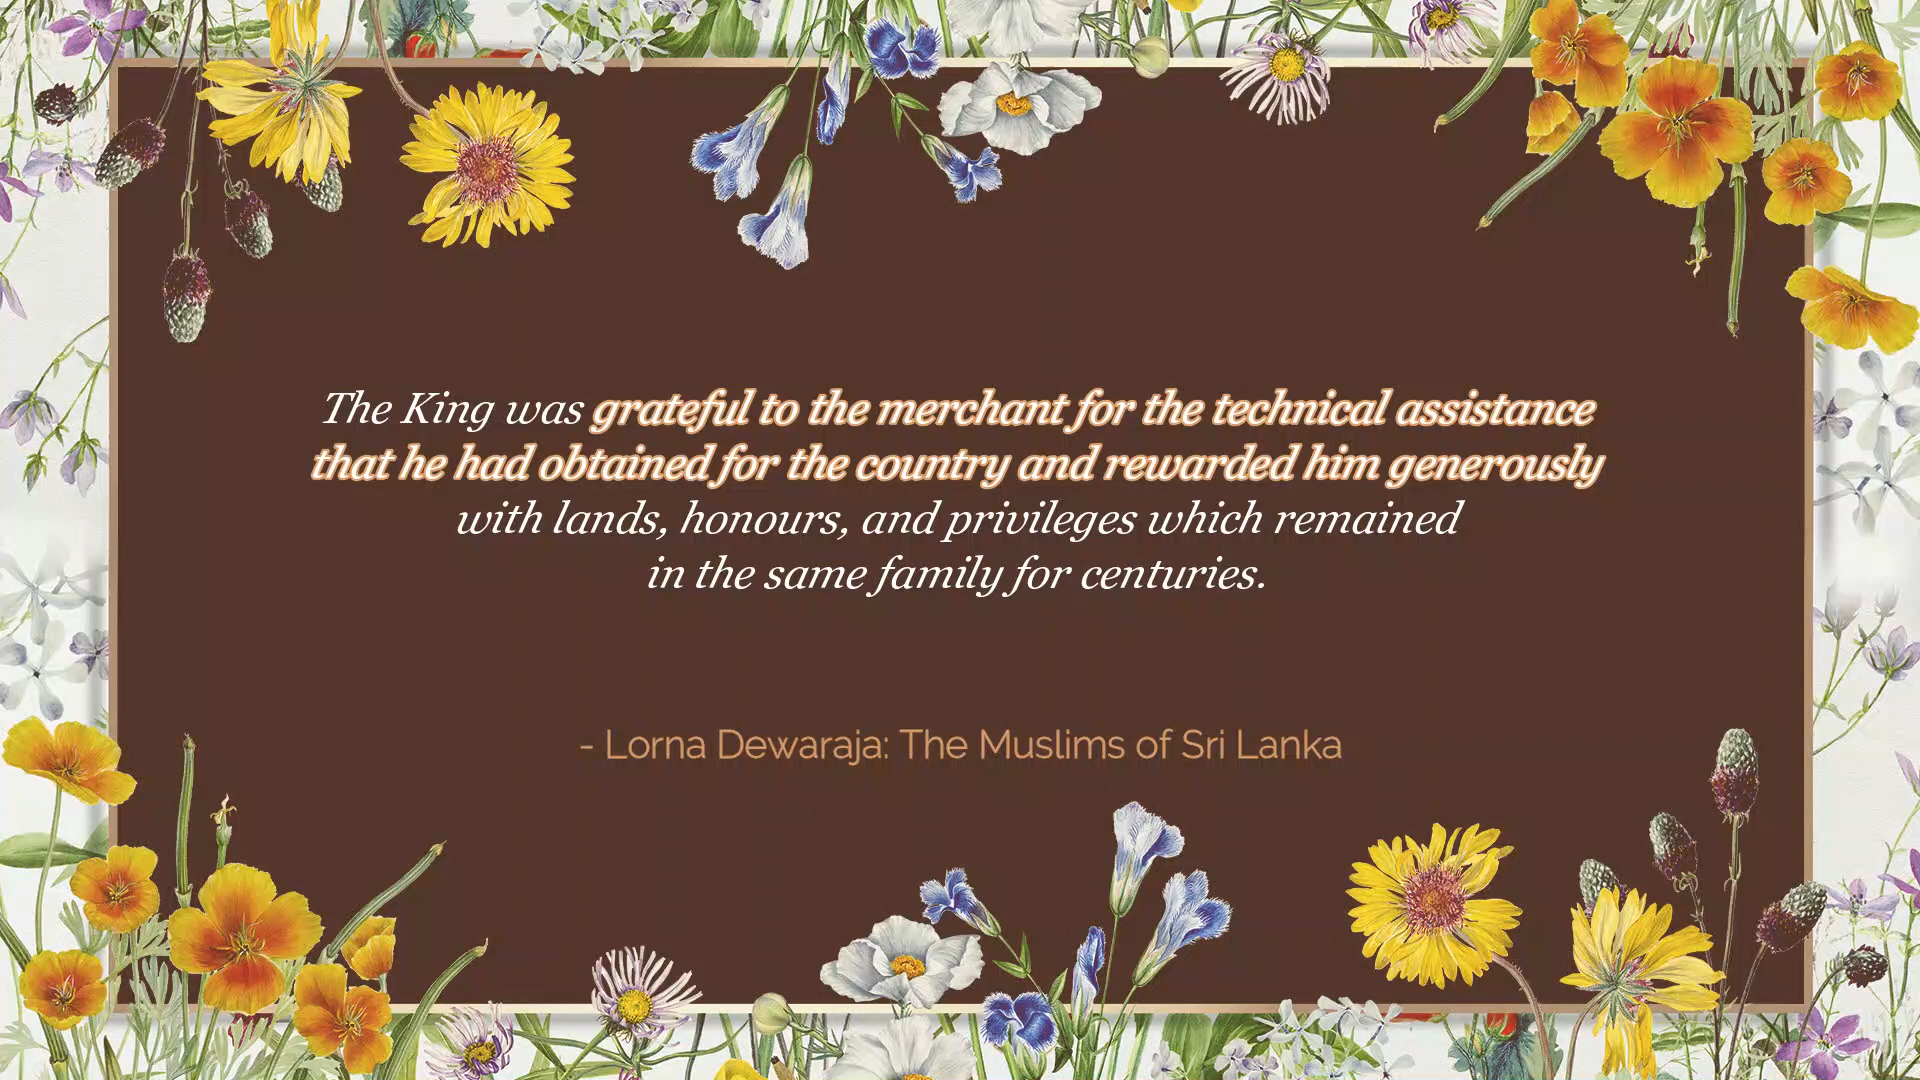 The King was grateful to the merchant for the technical assistance
that he had obtained for the country and rewarded him generously
with lands, honours, and privileges which remained
in the same family for centuries.
- Lorna Dewaraja: The Muslims of Sri Lanka